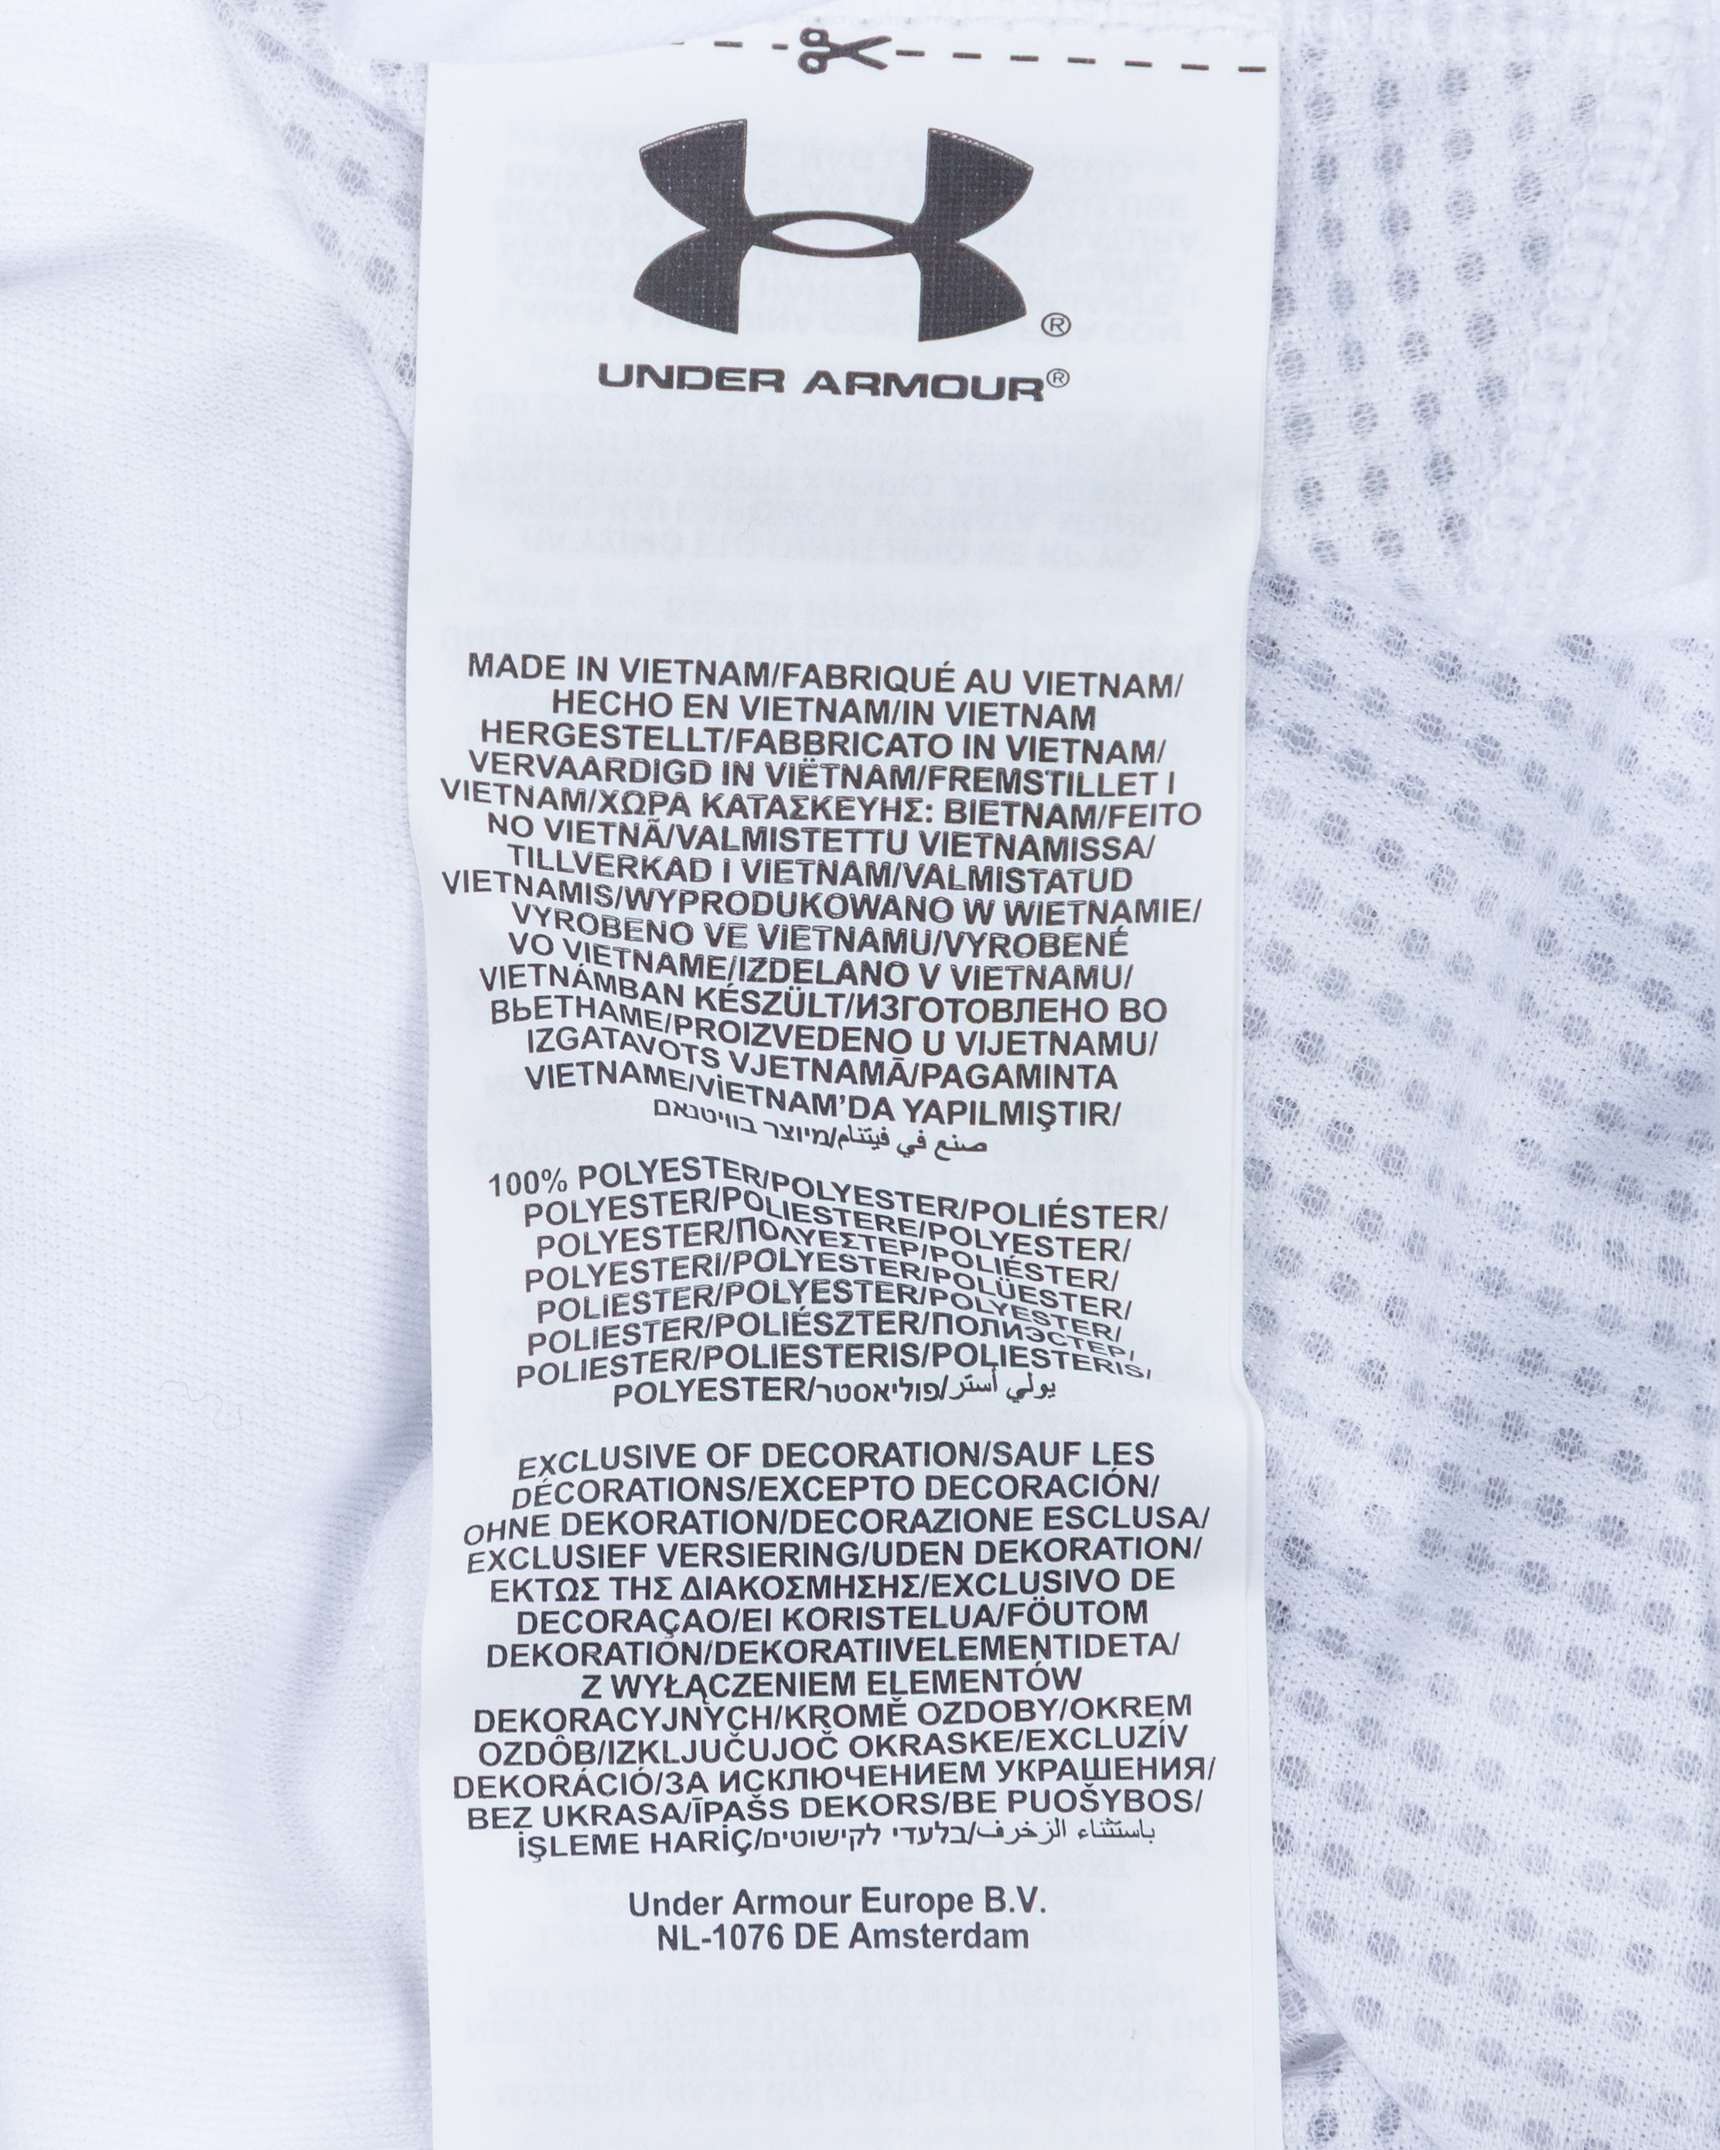 ®
UNDER ARMOUR®
MADE IN VIETNAM/FABRIQUÉ AU VIETNAM/
HECHO EN VIETNAM/IN VIETNAM
HERGESTELLT/FABBRICATO IN VIETNAM/
VERVAARDIGD IN VIËTNAM/FREMSTILLET I
VIETNAM/ΧΩΡΑ ΚΑΤΑΣΚΕΥΗΣ: ΒΙΕΤΝΑΜ/FEITO
NO VIETNÃ/VALMISTETTU VIETNAMISSA/
TILLVERKAD I VIETNAM/VALMISTATUD
VIETNAMIS/WYPRODUKOWANO W WIETNAMIE/
VYROBENO VE VIETNAMU/VYROBENÉ
VO VIETNAME/IZDELANO V VIETNAMU/
VIETNÁMBAN KÉSZÜLT/ИЗГОТОВЛЕНО ВО
ВЬЕТНАМЕ/PROIZVEDENO U VIJETNAMU/
IZGATAVOTS VJETNAMĀ/PAGAMINTA
VIETNAME/VİETNAM'DA YAPILMIŞTIR/
צנע في فيتنام/מיוצר בוויטנאם
100% POLYESTER/POLYESTER/POLIÉSTER/
POLYESTER/POLIESTERE/POLYESTER/
POLYESTER/ΠΟΛΥΕΣΤΕΡ/POLIÉSTER/
POLYESTERI/POLYESTER/POLÜESTER/
POLIESTER/POLYESTER/POLYESTER/
POLIESTER/POLIÉSZTER/ПОЛИЭСТЕР/
POLIESTER/POLIESTERIS/POLIESTERIS/
POLYESTER/פוליאסטר/يولي أستر
EXCLUSIVE OF DECORATION/SAUF LES
DÉCORATIONS/EXCEPTO DECORACIÓN/
OHNE DEKORATION/DECORAZIONE ESCLUSA/
EXCLUSIEF VERSIERING/UDEN DEKORATION/
ΕΚΤΩΣ ΤΗΣ ΔΙΑΚΟΣΜΗΣΗΣ/EXCLUSIVO DE
DECORAÇAO/EI KORISTELUA/FÖUTOM
DEKORATION/DEKORATIIVELEMENTIDETA/
Z WYŁĄCZENIEM ELEMENTÓW
DEKORACYJNYCH/KROMĚ OZDOBY/OKREM
OZDÔB/IZKLJUČUJOČ OKRASKE/EXCLUZÍV
DEKORÁCIÓ/ЗА ИСКЛЮЧЕНИЕМ УКРАШЕНИЯ/
BEZ UKRASA/ĪPAŠS DEKORS/BE PUOŠYBOS/
İŞLEME HARİÇ/בלעדי לקישוטים/باستثناء الزخرف
Under Armour Europe B.V.
NL-1076 DE Amsterdam